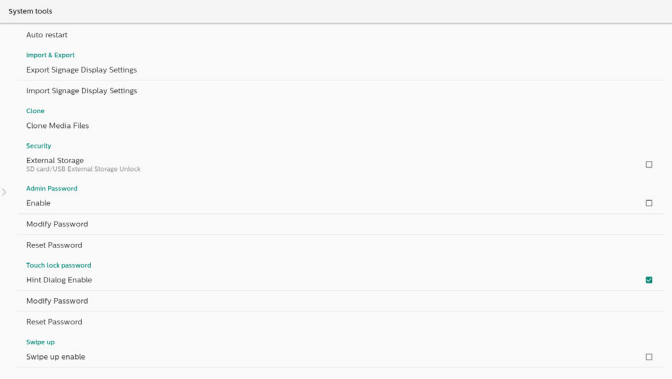 System tools
Auto restart
Import & Export
Export Signage Display Settings
Import Signage Display Settings
Clone
Clone Media Files
Security
External Storage
SD card/USB External Storage Unlock
Admin Password
Enable
Modify Password
Reset Password
Touch lock password
Hint Dialog Enable
Modify Password
Reset Password
Swipe up
Swipe up enable